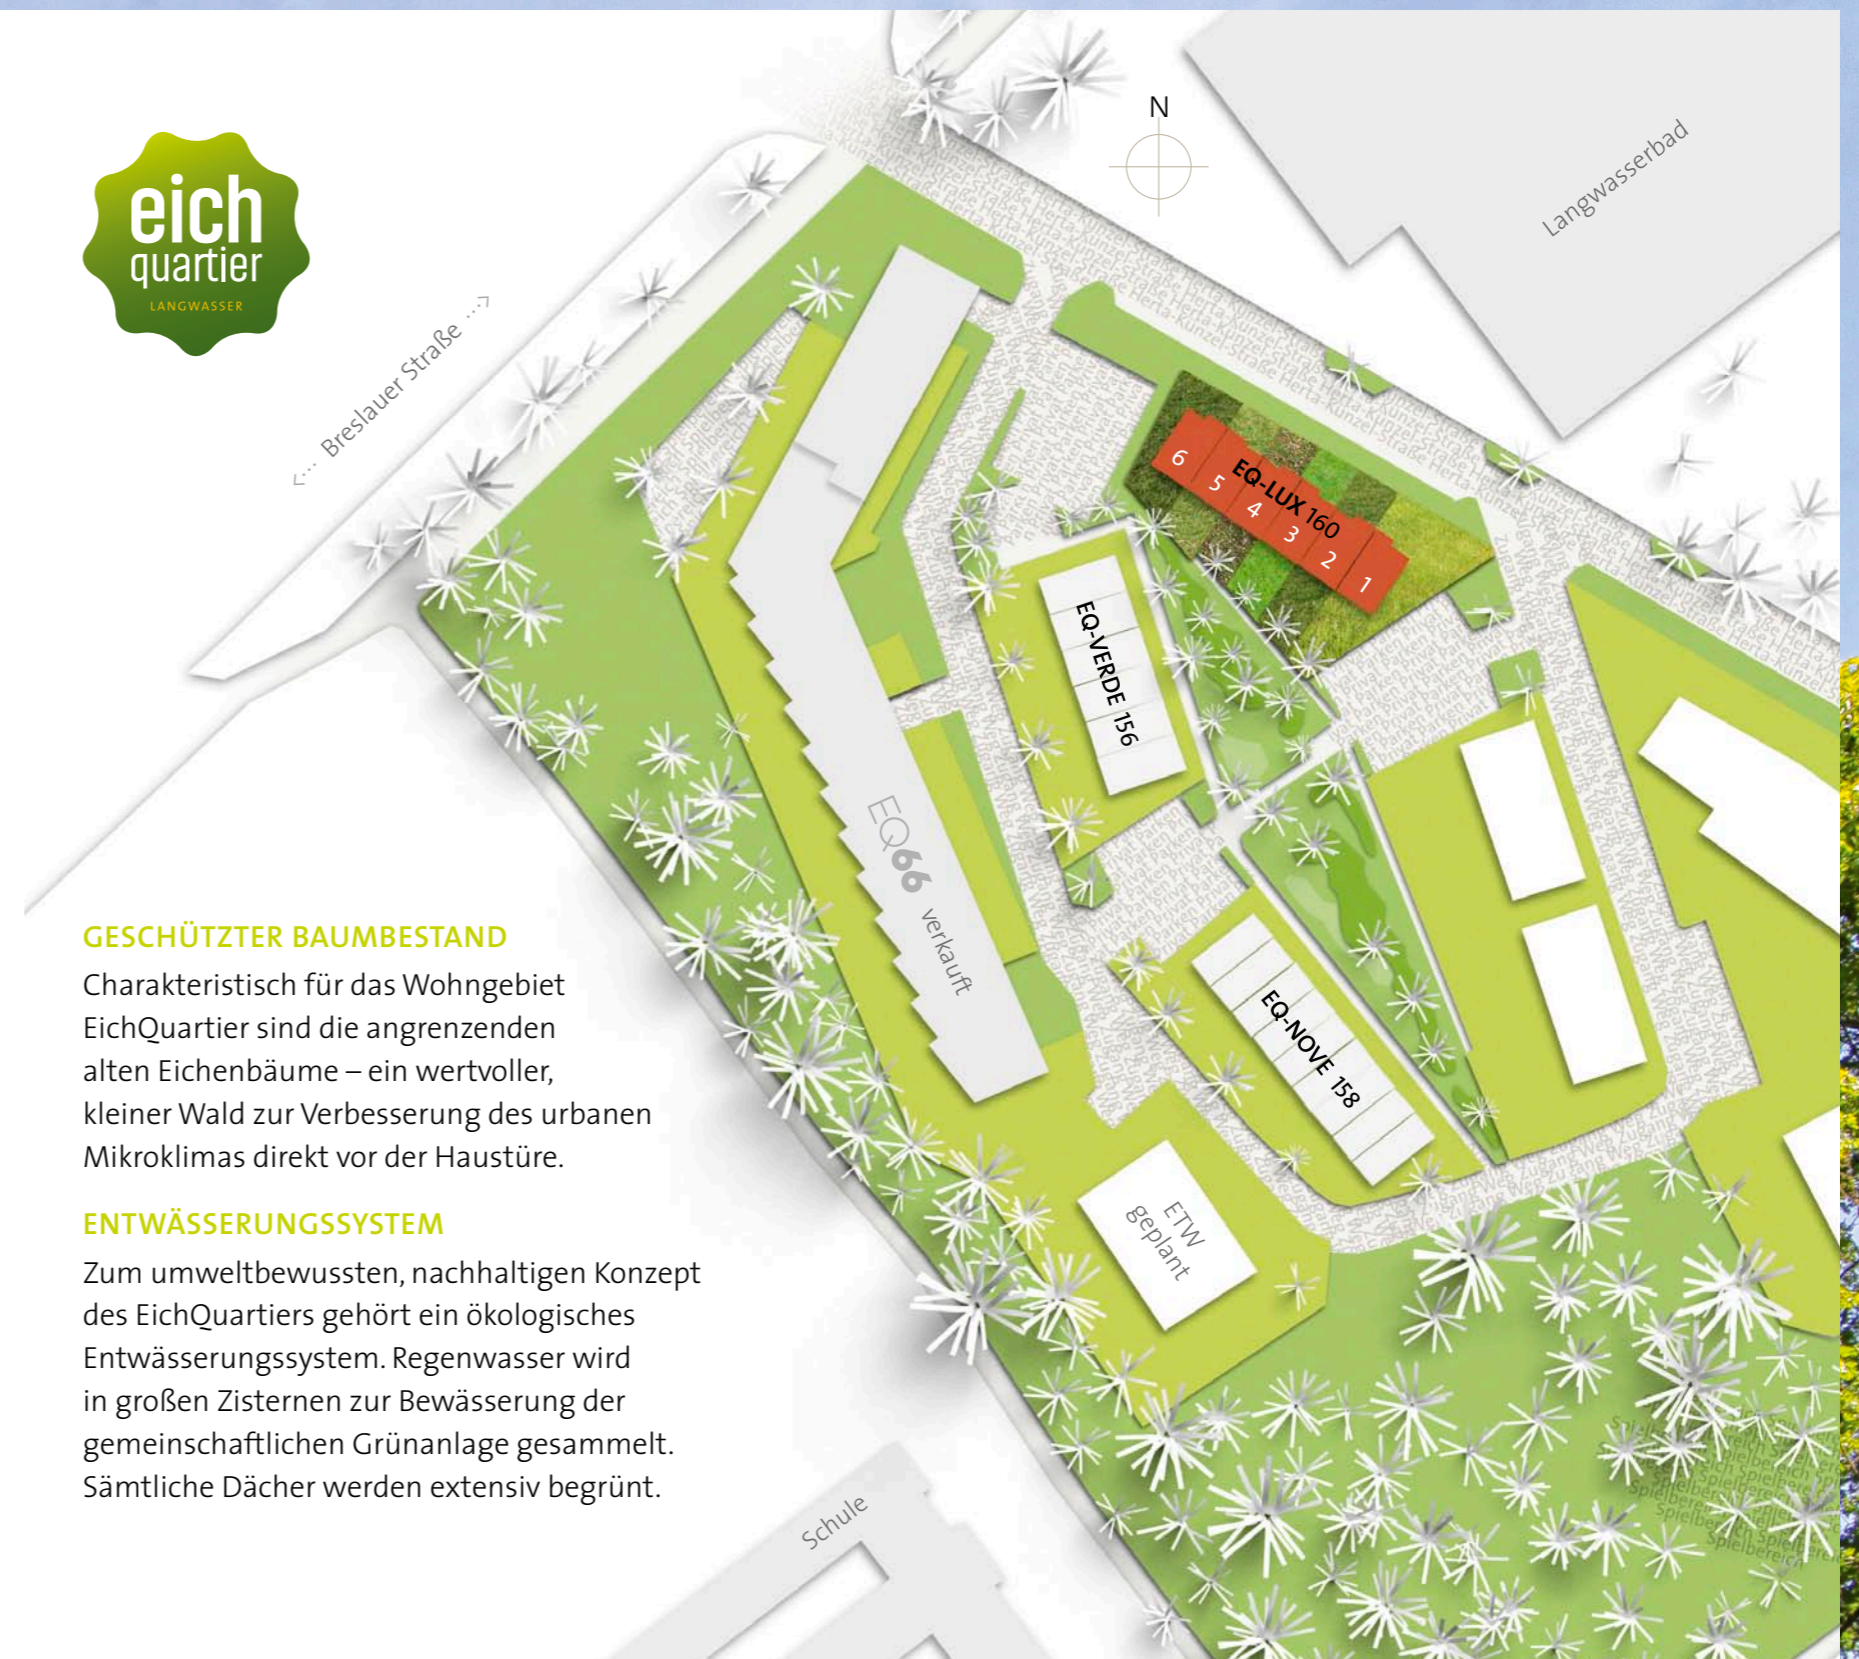 eich
quartier
LANGWASSER
N
Langwasserbad
Breslauer Straße
Herta-Künzel-Straße
6
5
4
3
2
1
EQ-LUX 160
EQ-VERDE 156
EQ66 verkauft
EQ-NOVE 158
ETW
geplant
Schule
Spielbereich
GESCHÜTZTER BAUMBESTAND
Charakteristisch für das Wohngebiet
EichQuartier sind die angrenzenden
alten Eichenbäume – ein wertvoller,
kleiner Wald zur Verbesserung des urbanen
Mikroklimas direkt vor der Haustüre.
ENTWÄSSERUNGSSYSTEM
Zum umweltbewussten, nachhaltigen Konzept
des EichQuartiers gehört ein ökologisches
Entwässerungssystem. Regenwasser wird
in großen Zisternen zur Bewässerung der
gemeinschaftlichen Grünanlage gesammelt.
Sämtliche Dächer werden extensiv begrünt.